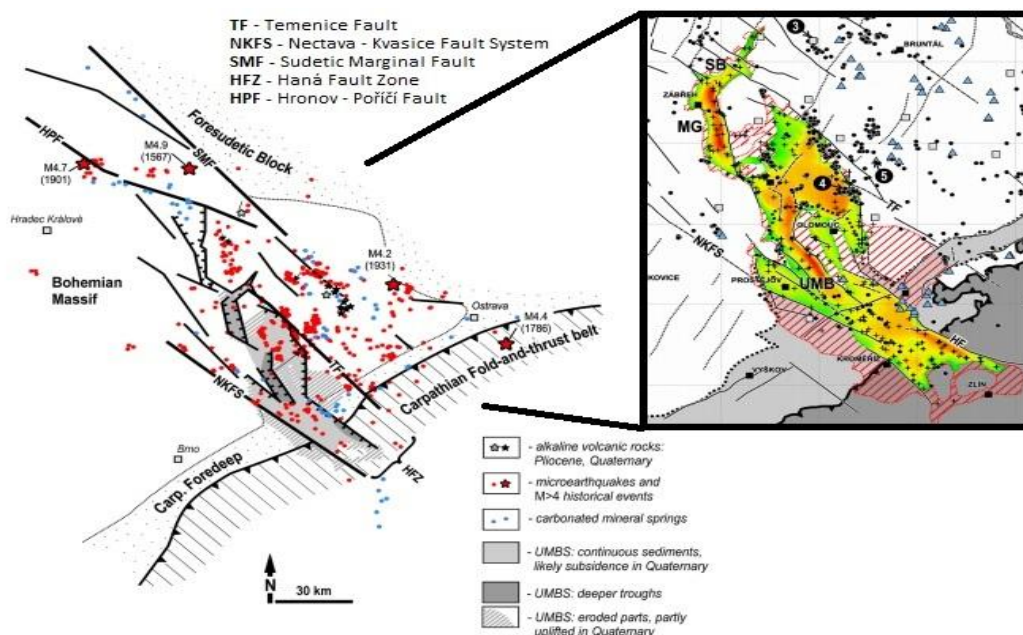 TF - Temenice Fault
NKFS - Nectava - Kvasice Fault System
SMF - Sudetic Marginal Fault
HFZ - Haná Fault Zone
HPF - Hronov - Poříčí Fault
Foresudetic Block
HPF
M4.9
(1567)
SMF
M4.7
(1901)
Hradec Králové
M4.2
(1931)
Bohemian
Massif
Ostrava
M4.4
(1786)
TF
Carpathian Fold-and-thrust belt
NKFS
Brno
HFZ
Carp. Foredeep
N
30 km
3
BRUNTÁL
SB
ZÁBŘEH
MG
4
5
TF
OLOMOUC
NKFS
KOVICE
PROSTĚJOV
UMB
HF
KROMĚŘÍŽ
VYŠKOV
ZLÍN
- alkaline volcanic rocks:
Pliocene, Quaternary
- microearthquakes and
M>4 historical events
- carbonated mineral springs
- UMBS: continuous sediments,
likely subsidence in Quaternary
- UMBS: deeper troughs
- UMBS: eroded parts, partly
uplifted in Quaternary